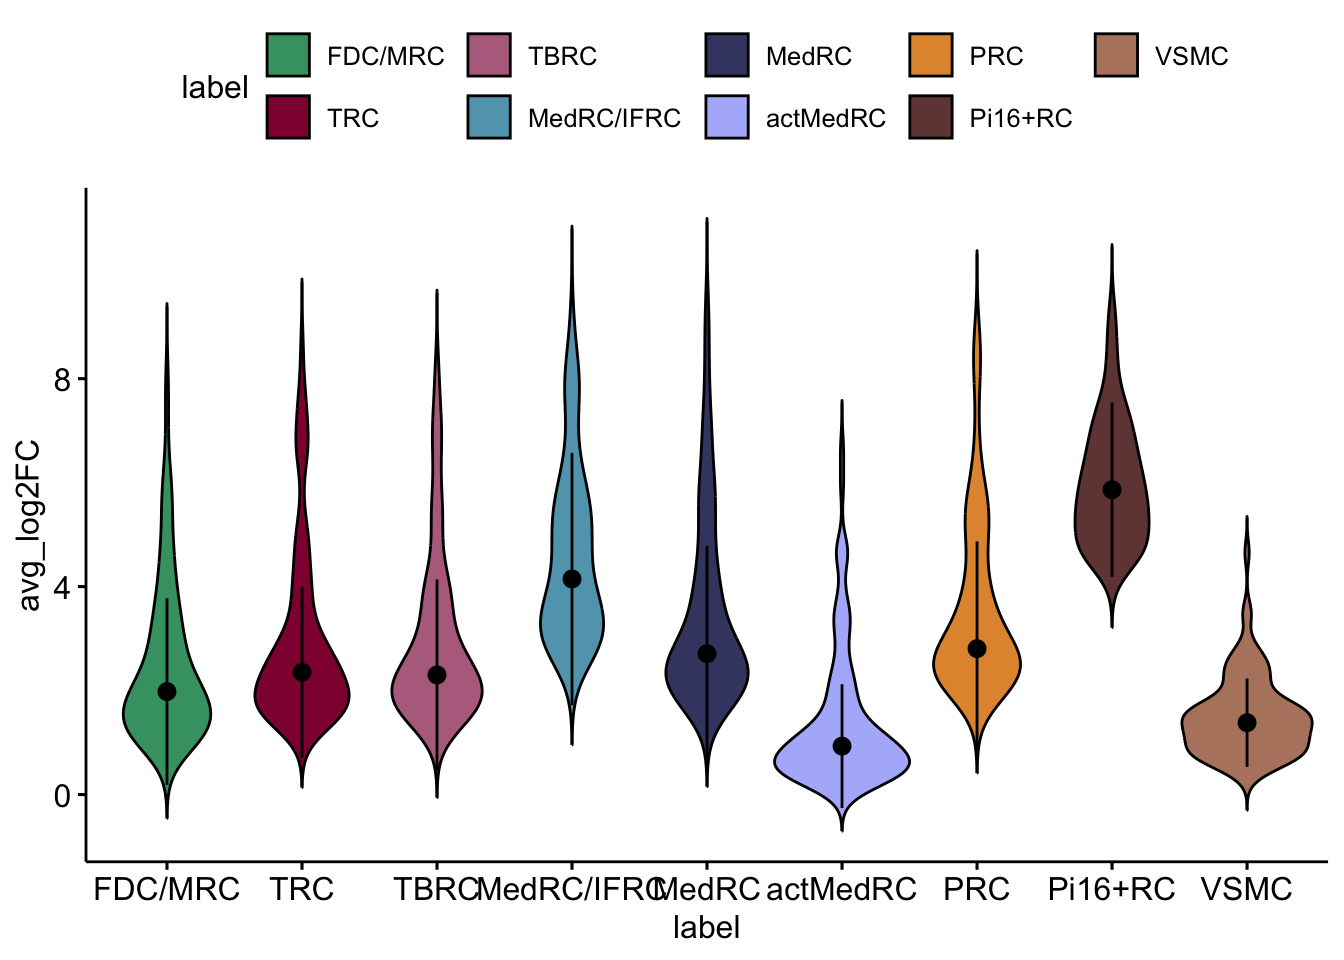 label
FDC/MRC TBRC MedRC PRC VSMC
TRC MedRC/IFRC actMedRC Pi16+RC
avg_log2FC
8
4
0
FDC/MRC TRC TBRC MedRC/IFRC MedRC actMedRC PRC Pi16+RC VSMC
label